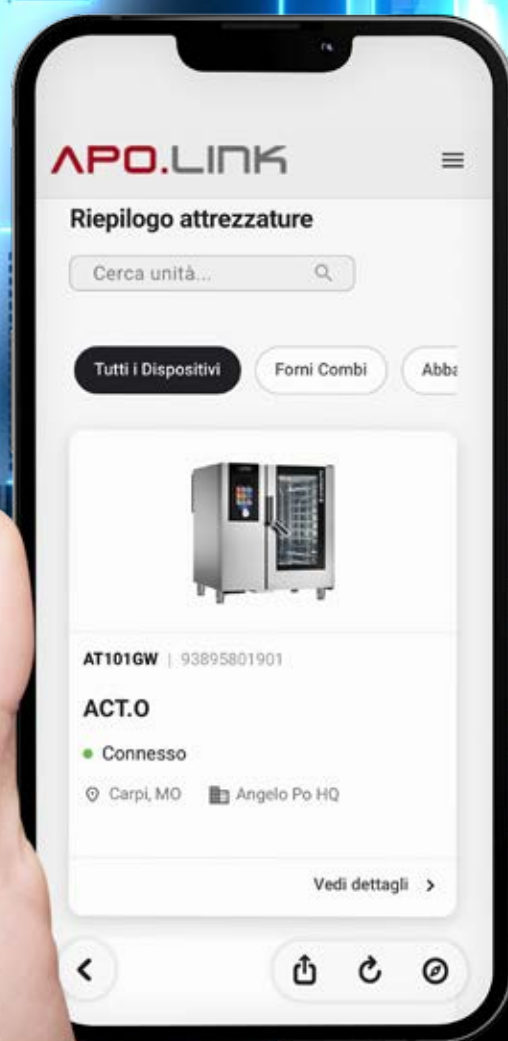 APO.LINK
Riepilogo attrezzature
Cerca unità...
Tutti i Dispositivi
Forni Combi
Abba
AT101GW | 93895801901
ACT.O
Connesso
Carpi, MO
Angelo Po HQ
Vedi dettagli